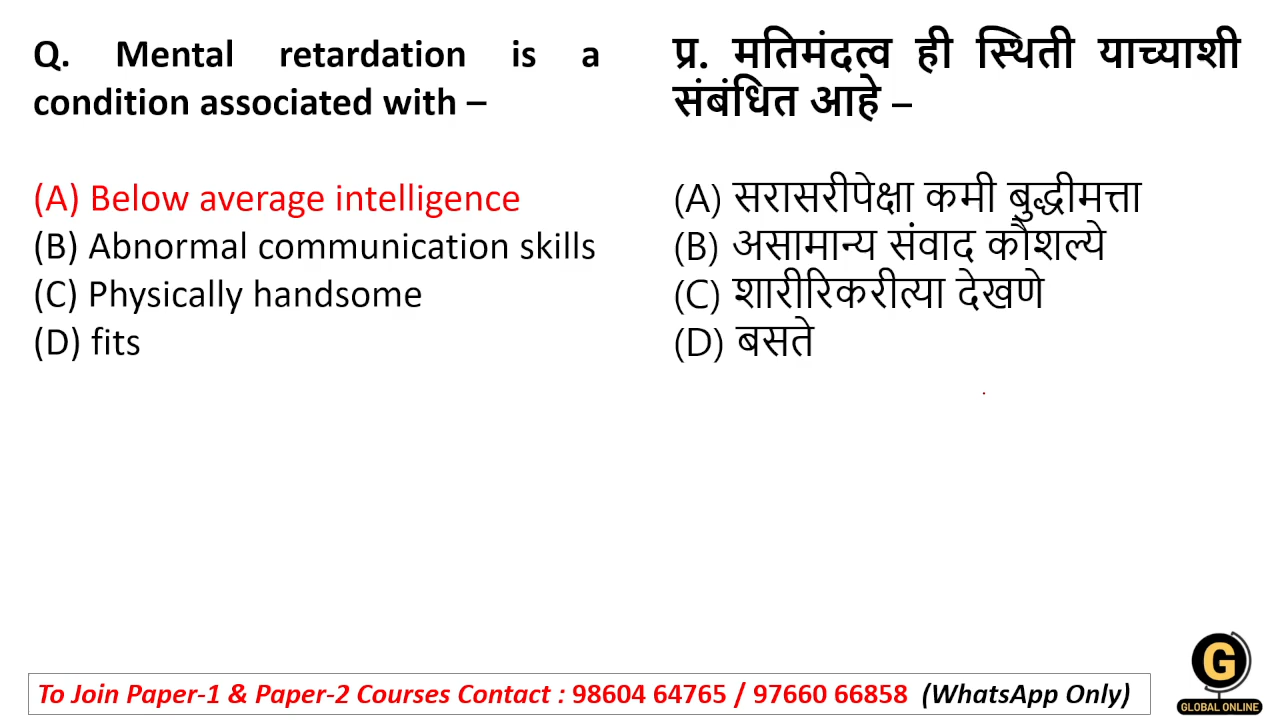 Q. Mental retardation is a
condition associated with –
(A) Below average intelligence
(B) Abnormal communication skills
(C) Physically handsome
(D) fits
प्र. मतिमंदत्व ही स्थिती याच्याशी
संबंधित आहे –
(A) सरासरीपेक्षा कमी बुद्धीमत्ता
(B) असामान्य संवाद कौशल्ये
(C) शारीरिकरीत्या देखणे
(D) बसते
To Join Paper-1 & Paper-2 Courses Contact : 98604 64765 / 97660 66858 (WhatsApp Only)
G
GLOBAL ONLINE